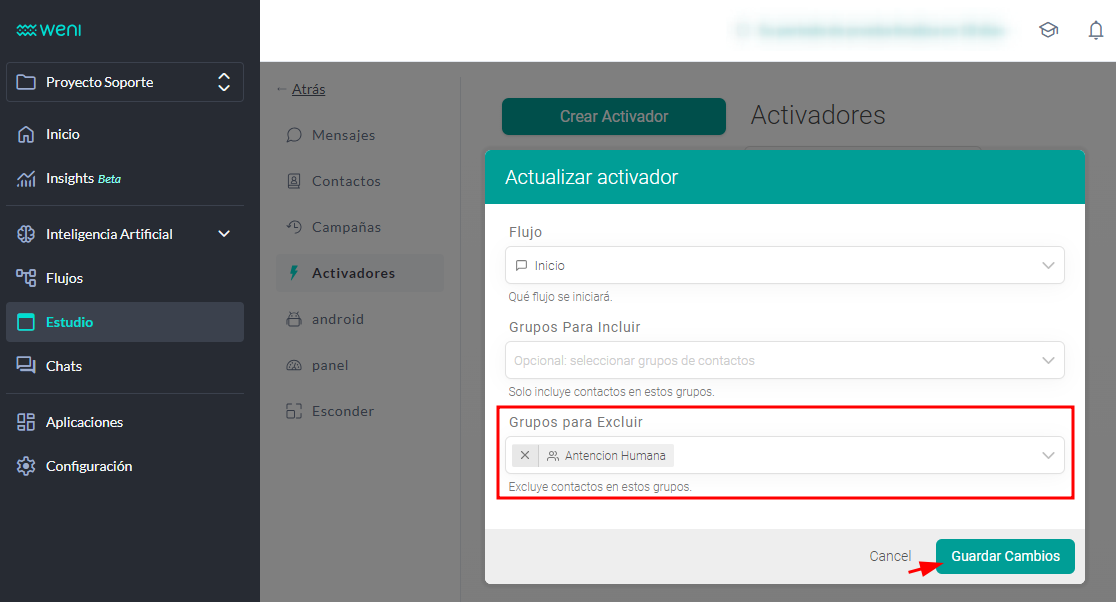 weni
Proyecto Soporte
Inicio
Insights Beta
Inteligencia Artificial
Flujos
Estudio
Chats
Aplicaciones
Configuración
← Atrás
Mensajes
Contactos
Campañas
Activadores
android
panel
Esconder
Crear Activador
Activadores
Actualizar activador
Flujo
Inicio
Qué flujo se iniciará.
Grupos Para Incluir
Opcional: seleccionar grupos de contactos
Solo incluye contactos en estos grupos.
Grupos para Excluir
Antencion Humana
Excluye contactos en estos grupos.
Cancel
Guardar Cambios